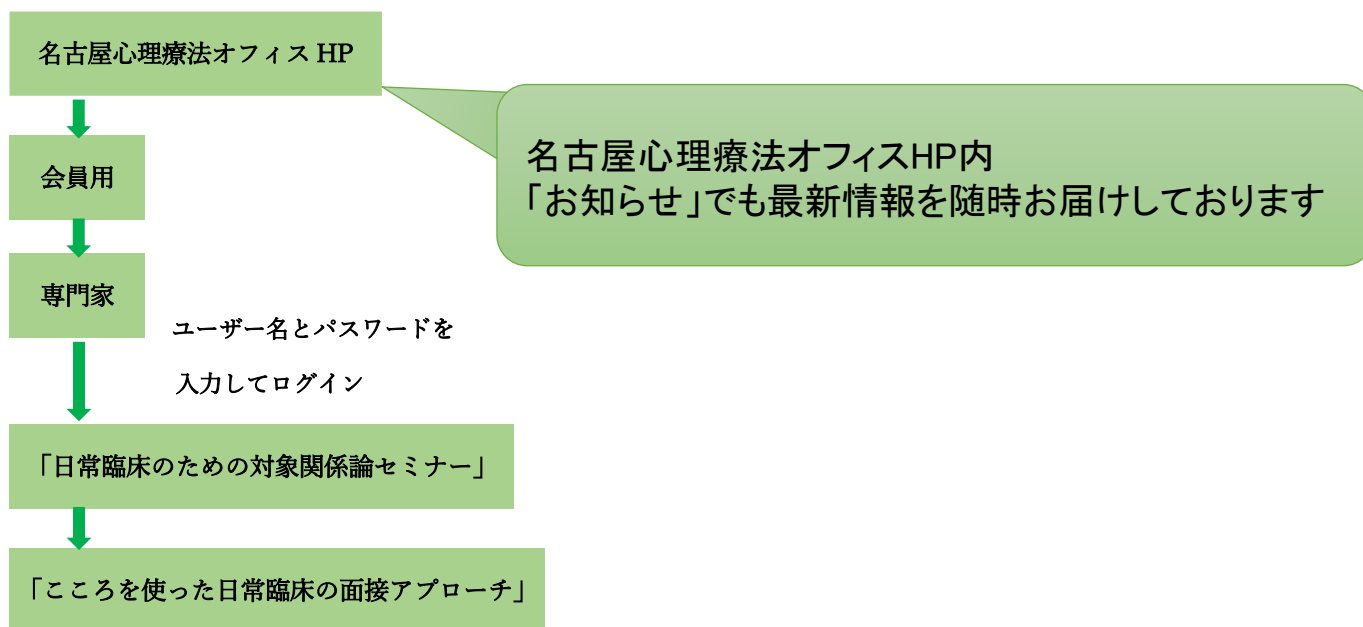 名古屋心理療法オフィス HP
名古屋心理療法オフィスHP内
「お知らせ」でも最新情報を随時お届けしております
会員用
専門家
ユーザー名とパスワードを
入力してログイン
「日常臨床のための対象関係論セミナー」
「こころを使った日常臨床の面接アプローチ」